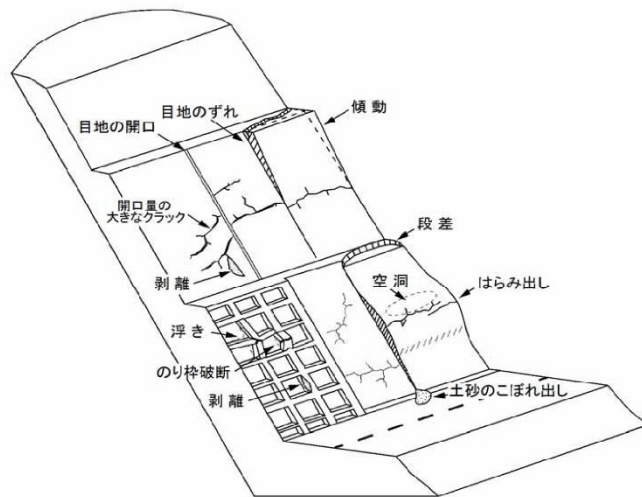 傾動
目地のずれ
目地の開口
開口量の
大きなクラック
段差
剥離
空洞
はらみ出し
浮き
のり枠破断
剥離
土砂のこぼれ出し